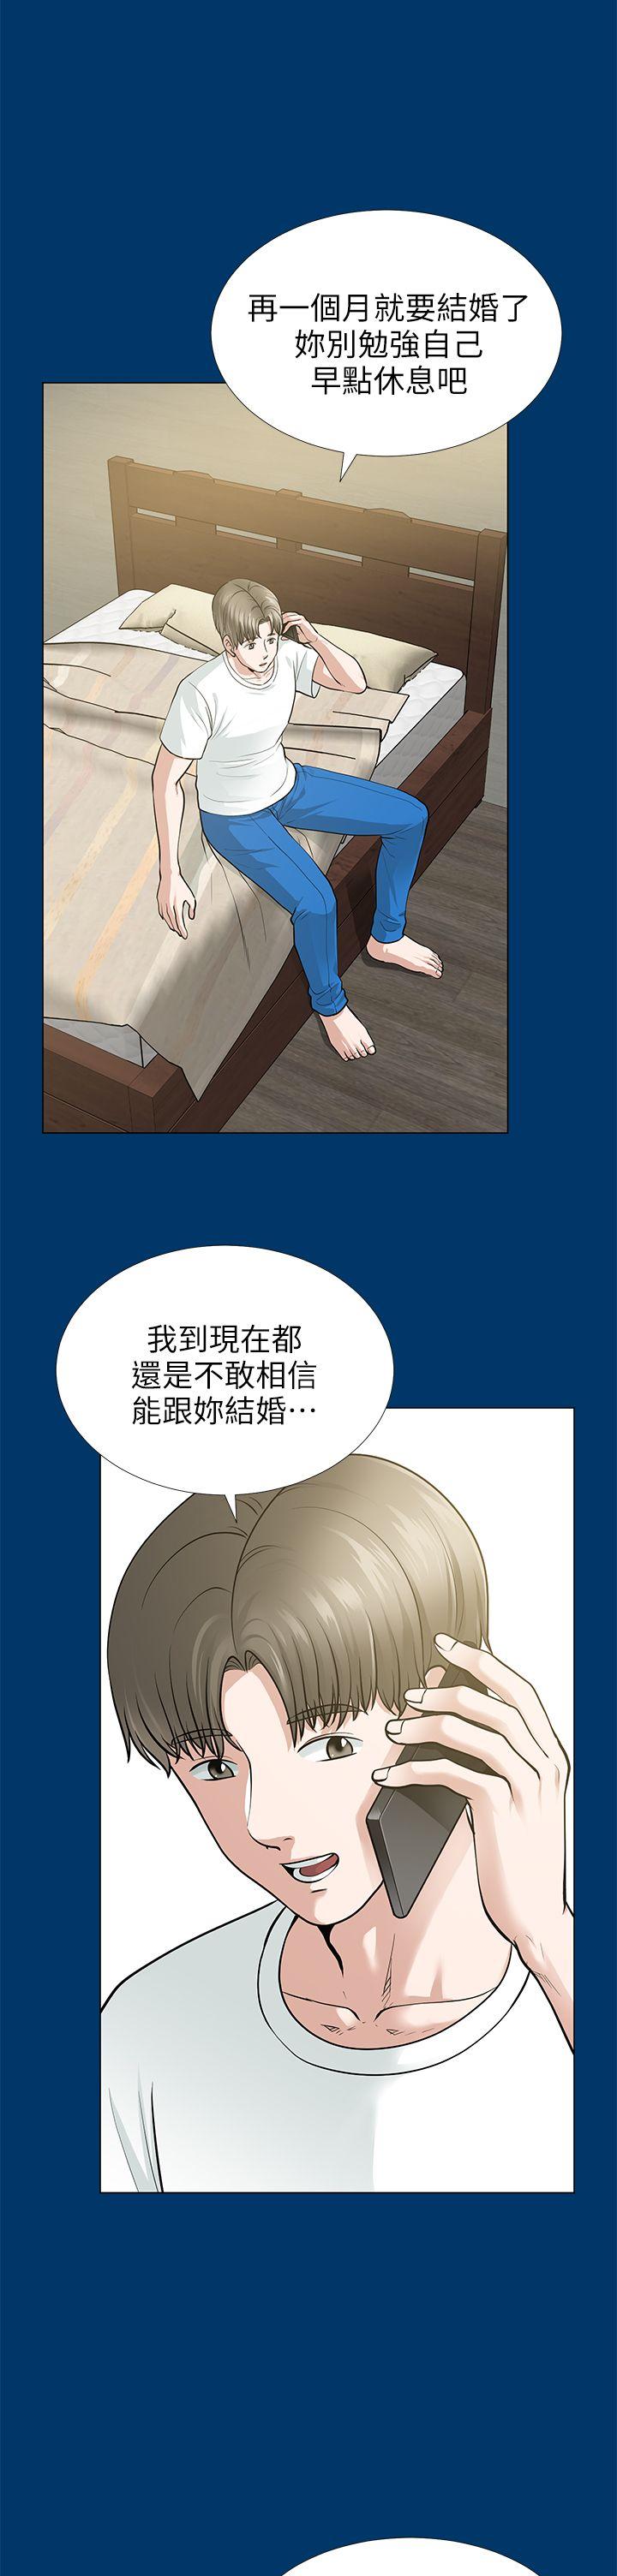 再一個月就要結婚了
妳別勉強自己
早點休息吧
我到現在都
還是不敢相信
能跟妳結婚⋯